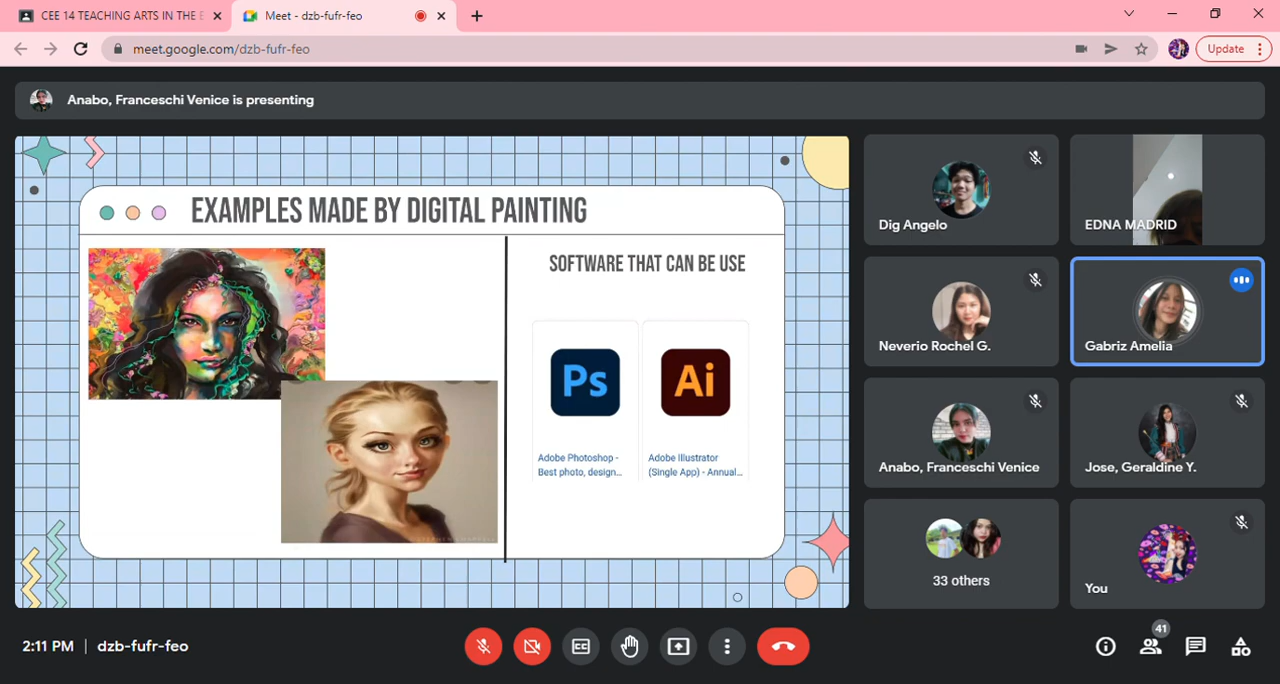 CEE 14 TEACHING ARTS IN THE E
Meet - dzb-fufr-feo
meet.google.com/dzb-fufr-feo
Update
Anabo, Franceschi Venice is presenting
EXAMPLES MADE BY DIGITAL PAINTING
SOFTWARE THAT CAN BE USE
Ps
Ai
Adobe Photoshop -
Best photo, design...
Adobe Illustrator
(Single App) - Annual...
Dig Angelo
EDNA MADRID
Neverio Rochel G.
Gabriz Amelia
Anabo, Franceschi Venice
Jose, Geraldine Y.
33 others
You
2:11 PM | dzb-fufr-feo
CC
41